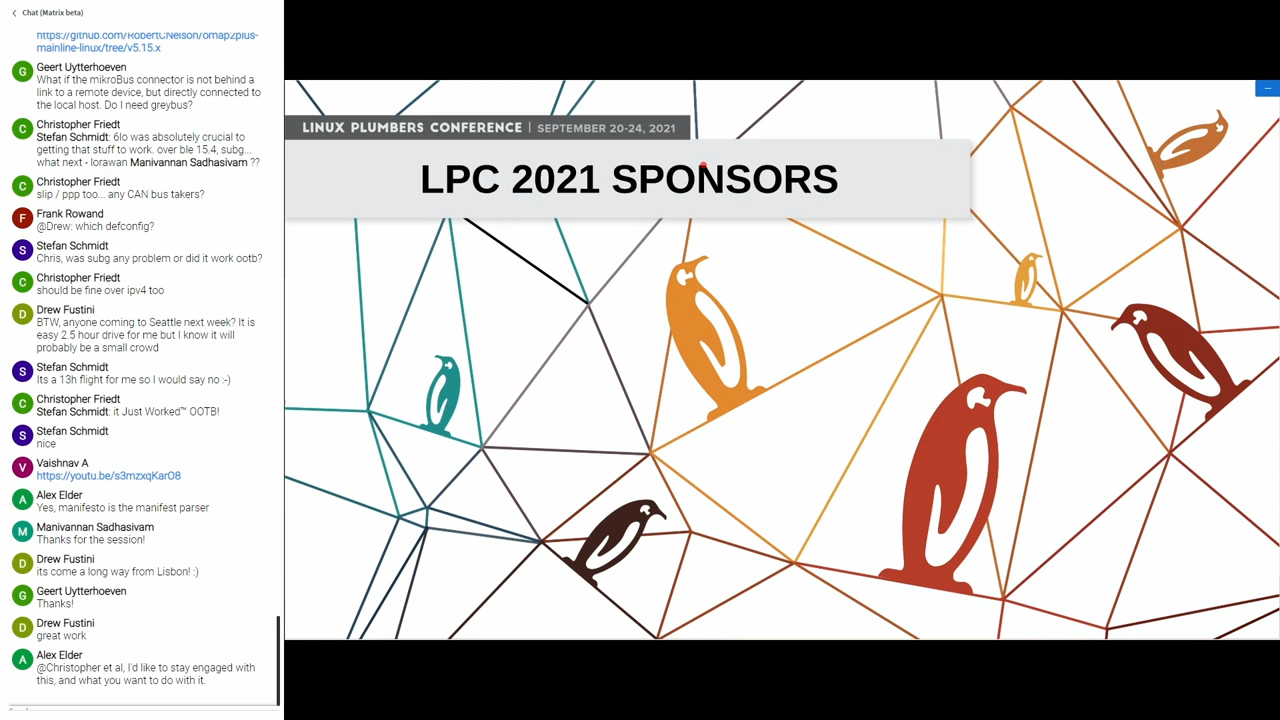 Chat (Matrix beta)
https://github.com/RobertCNelson/omap2plus-
mainline-linux/tree/v5.15.x
G
Geert Uytterhoeven
What if the mikroBus connector is not behind a
link to a remote device, but directly connected to
the local host. Do I need greybus?
C
Christopher Friedt
Stefan Schmidt: 6lo was absolutely crucial to
getting that stuff to work. over ble 15.4, subg...
what next - lorawan Manivannan Sadhasivam ??
C
Christopher Friedt
slip / ppp too... any CAN bus takers?
F
Frank Rowand
@Drew: which defconfig?
S
Stefan Schmidt
Chris, was subg any problem or did it work ootb?
C
Christopher Friedt
should be fine over ipv4 too
D
Drew Fustini
BTW, anyone coming to Seattle next week? It is
easy 2.5 hour drive for me but I know it will
probably be a small crowd
S
Stefan Schmidt
Its a 13h flight for me so I would say no :-)
C
Christopher Friedt
Stefan Schmidt: it Just Worked™ OOTB!
S
Stefan Schmidt
nice
V
Vaishnav A
https://youtu.be/s3mzxqKarO8
A
Alex Elder
Yes, manifesto is the manifest parser
M
Manivannan Sadhasivam
Thanks for the session!
D
Drew Fustini
its come a long way from Lisbon! :)
G
Geert Uytterhoeven
Thanks!
D
Drew Fustini
great work
A
Alex Elder
@Christopher et al, I'd like to stay engaged with
this, and what you want to do with it.
LINUX PLUMBERS CONFERENCE | SEPTEMBER 20-24, 2021
LPC 2021 SPONSORS